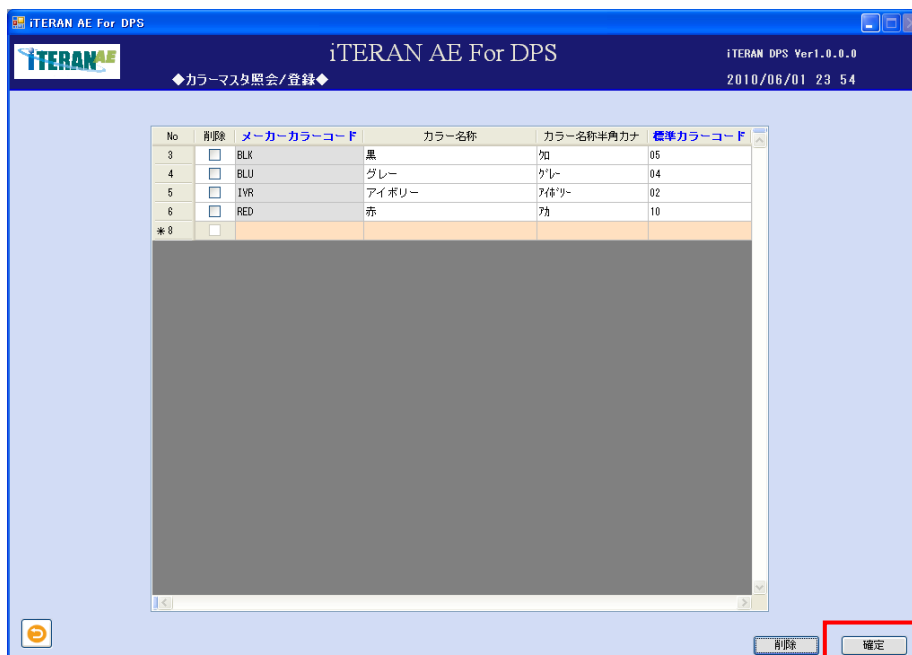 iTERAN AE For DPS
iTERAN AE
iTERAN AE For DPS
iTERAN DPS Ver1.0.0.0
◆カラーマスタ照会/登録◆
2010/06/01 23 54
No 削除 メーカーカラーコード カラー名称 カラー名称半角カナ 標準カラーコード
3 BLK 黒 ｸﾛ 05
4 BLU グレー ｸﾞﾚｰ 04
5 IVR アイボリー ｱｲﾎﾞﾘｰ 02
6 RED 赤 ｱｶ 10
* 8
削除 確定